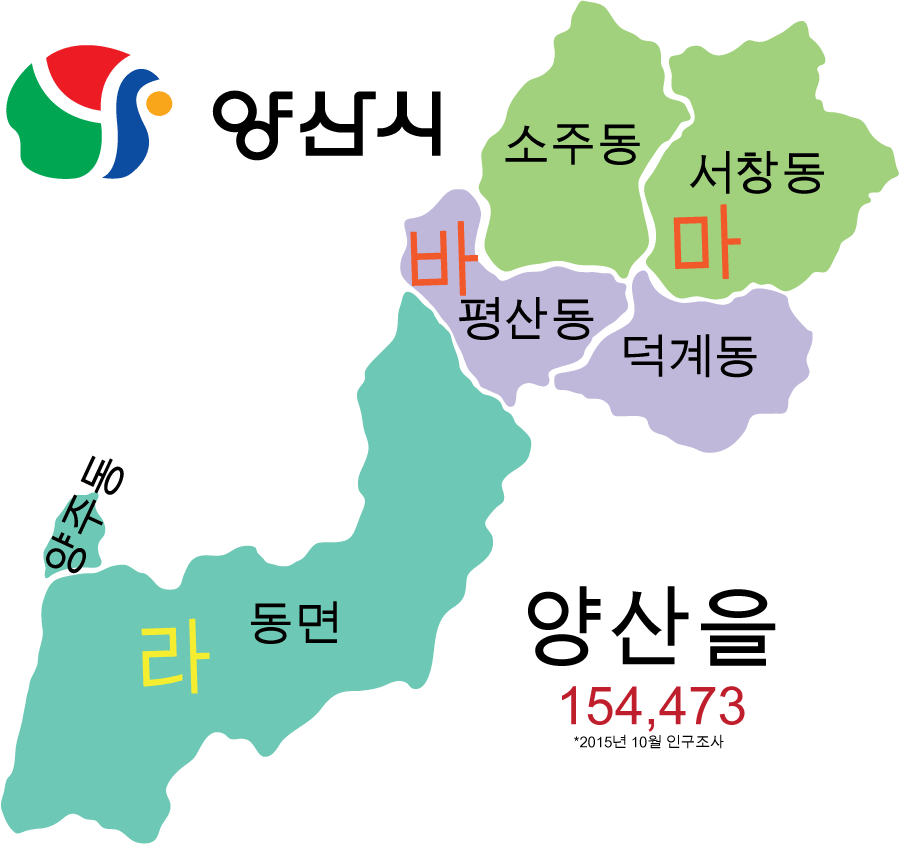 양산시
소주동
서창동
바
마
평산동
덕계동
양주동
라
동면
양산을
154,473
*2015년 10월 인구조사